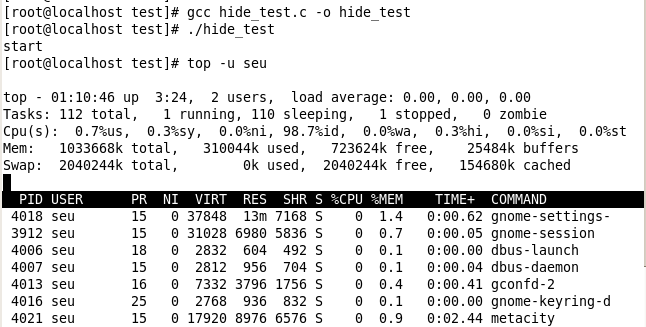 [root@localhost test]# gcc hide_test.c -o hide_test
[root@localhost test]# ./hide_test
start
[root@localhost test]# top -u seu
top - 01:10:46 up  3:24,  2 users,  load average: 0.00, 0.00, 0.00
Tasks: 112 total,   1 running, 110 sleeping,   1 stopped,   0 zombie
Cpu(s):  0.7%us,  0.3%sy,  0.0%ni, 98.7%id,  0.0%wa,  0.3%hi,  0.0%si,  0.0%st
Mem:   1033668k total,   310044k used,   723624k free,    25484k buffers
Swap:  2040244k total,        0k used,  2040244k free,   154680k cached
PID USER      PR  NI  VIRT  RES  SHR S %CPU %MEM    TIME+  COMMAND
4018 seu       15   0 37848  13m 7168 S    0  1.4   0:00.62 gnome-settings-
3912 seu       15   0 31028 6980 5836 S    0  0.7   0:00.05 gnome-session
4006 seu       18   0  2832  604  492 S    0  0.1   0:00.00 dbus-launch
4007 seu       15   0  2812  956  704 S    0  0.1   0:00.04 dbus-daemon
4013 seu       16   0  7332 3796 1756 S    0  0.4   0:00.41 gconfd-2
4016 seu       25   0  2768  936  832 S    0  0.1   0:00.00 gnome-keyring-d
4021 seu       15   0 17920 8976 6576 S    0  0.9   0:02.44 metacity